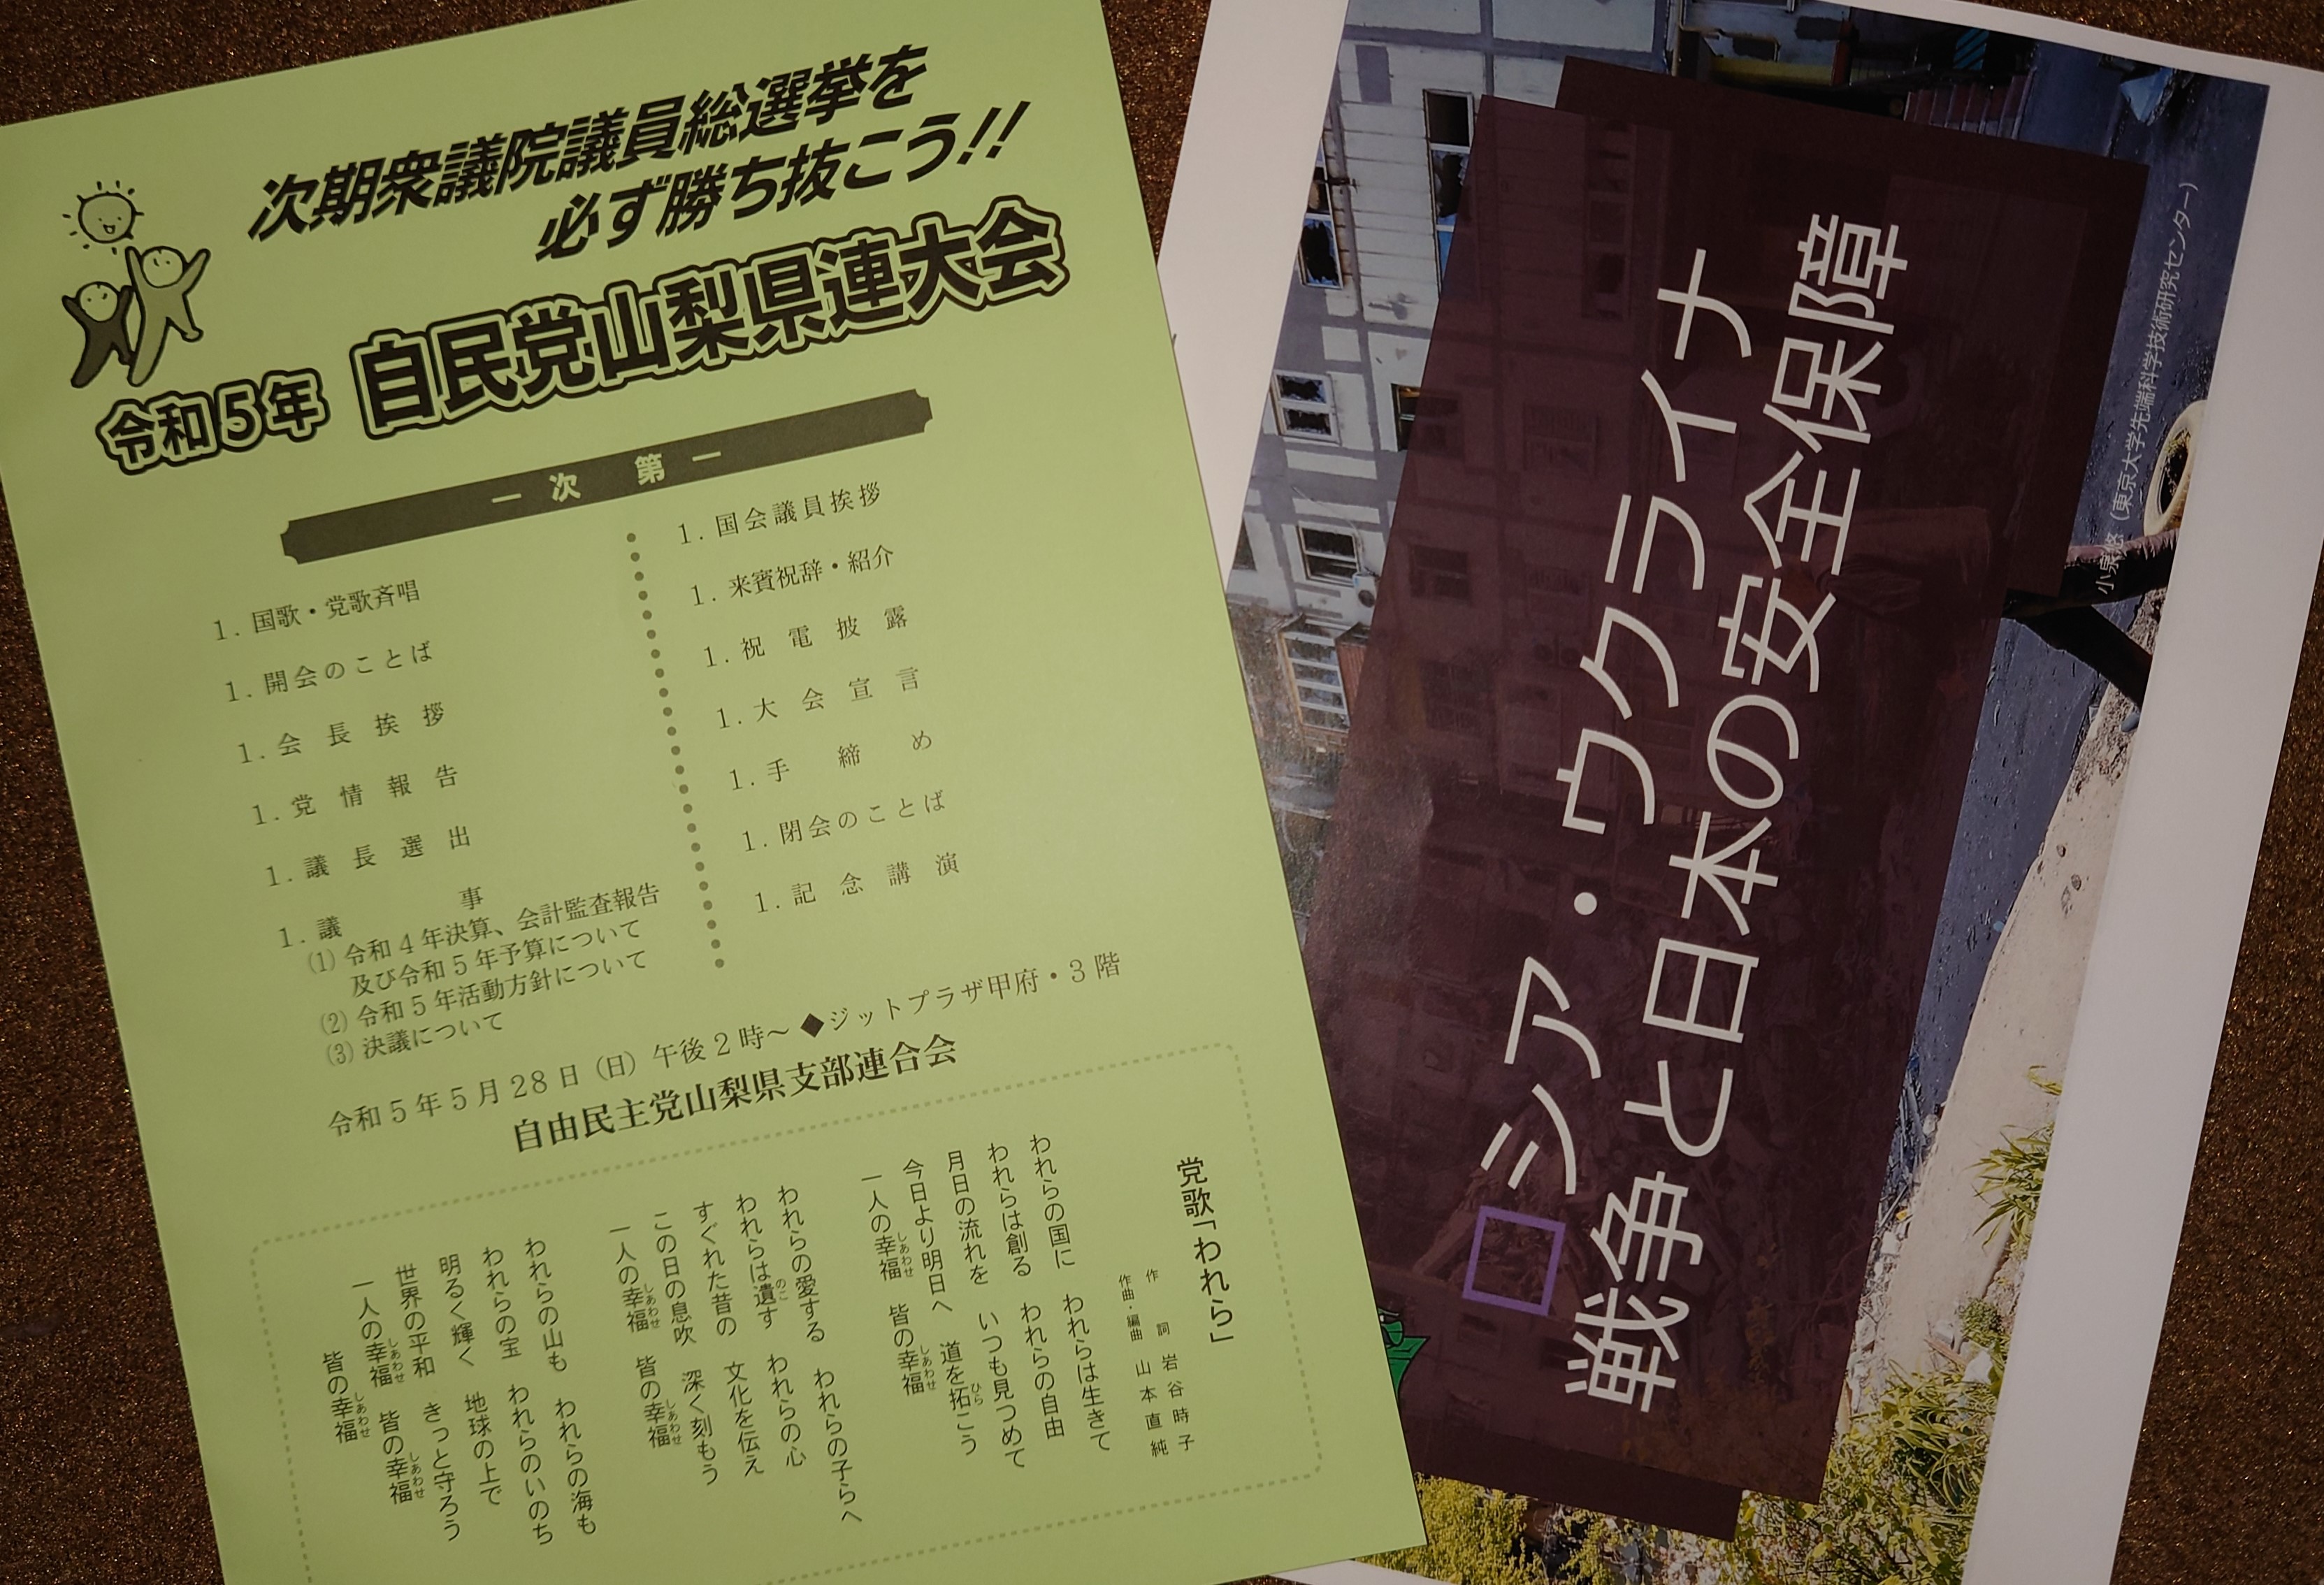 次期衆議院議員総選挙を
必ず勝ち抜こう!!
令和5年 自民党山梨県連大会
ー次 第ー
1. 国歌・党歌斉唱
1. 開会のことば
1. 会長挨拶
1. 党情報告
1. 議長選出
1. 議事
(1) 令和4年決算、会計監査報告
及び令和5年予算について
(2) 令和5年活動方針について
(3) 決議について
1. 国会議員挨拶
1. 来賓祝辞・紹介
1. 祝電披露
1. 大会宣言
1. 手締め
1. 閉会のことば
1. 記念講演
令和5年5月28日(日) 午後2時〜 ◆ジットプラザ甲府・3階
自由民主党山梨県支部連合会
党歌「われら」
作詞 岩谷時子
作曲・編曲 山本直純
われらの国に われらは生きて
われらは創る われらの自由
月日の流れを いつも見つめて
今日より明日へ 道を拓こう
一人の幸福 皆の幸福
われらの愛する われらの子らへ
われらは遺す われらの心
すぐれた昔の 文化を伝え
この日の息吹 深く刻もう
一人の幸福 皆の幸福
われらの山も われらの海も
われらの宝 われらのいのち
明るく輝く 地球の上で
世界の平和 きっと守ろう
一人の幸福 皆の幸福
皆の幸福
ロシア・ウクライナ
戦争と日本の安全保障
小泉悠 (東京大学先端科学技術研究センター)